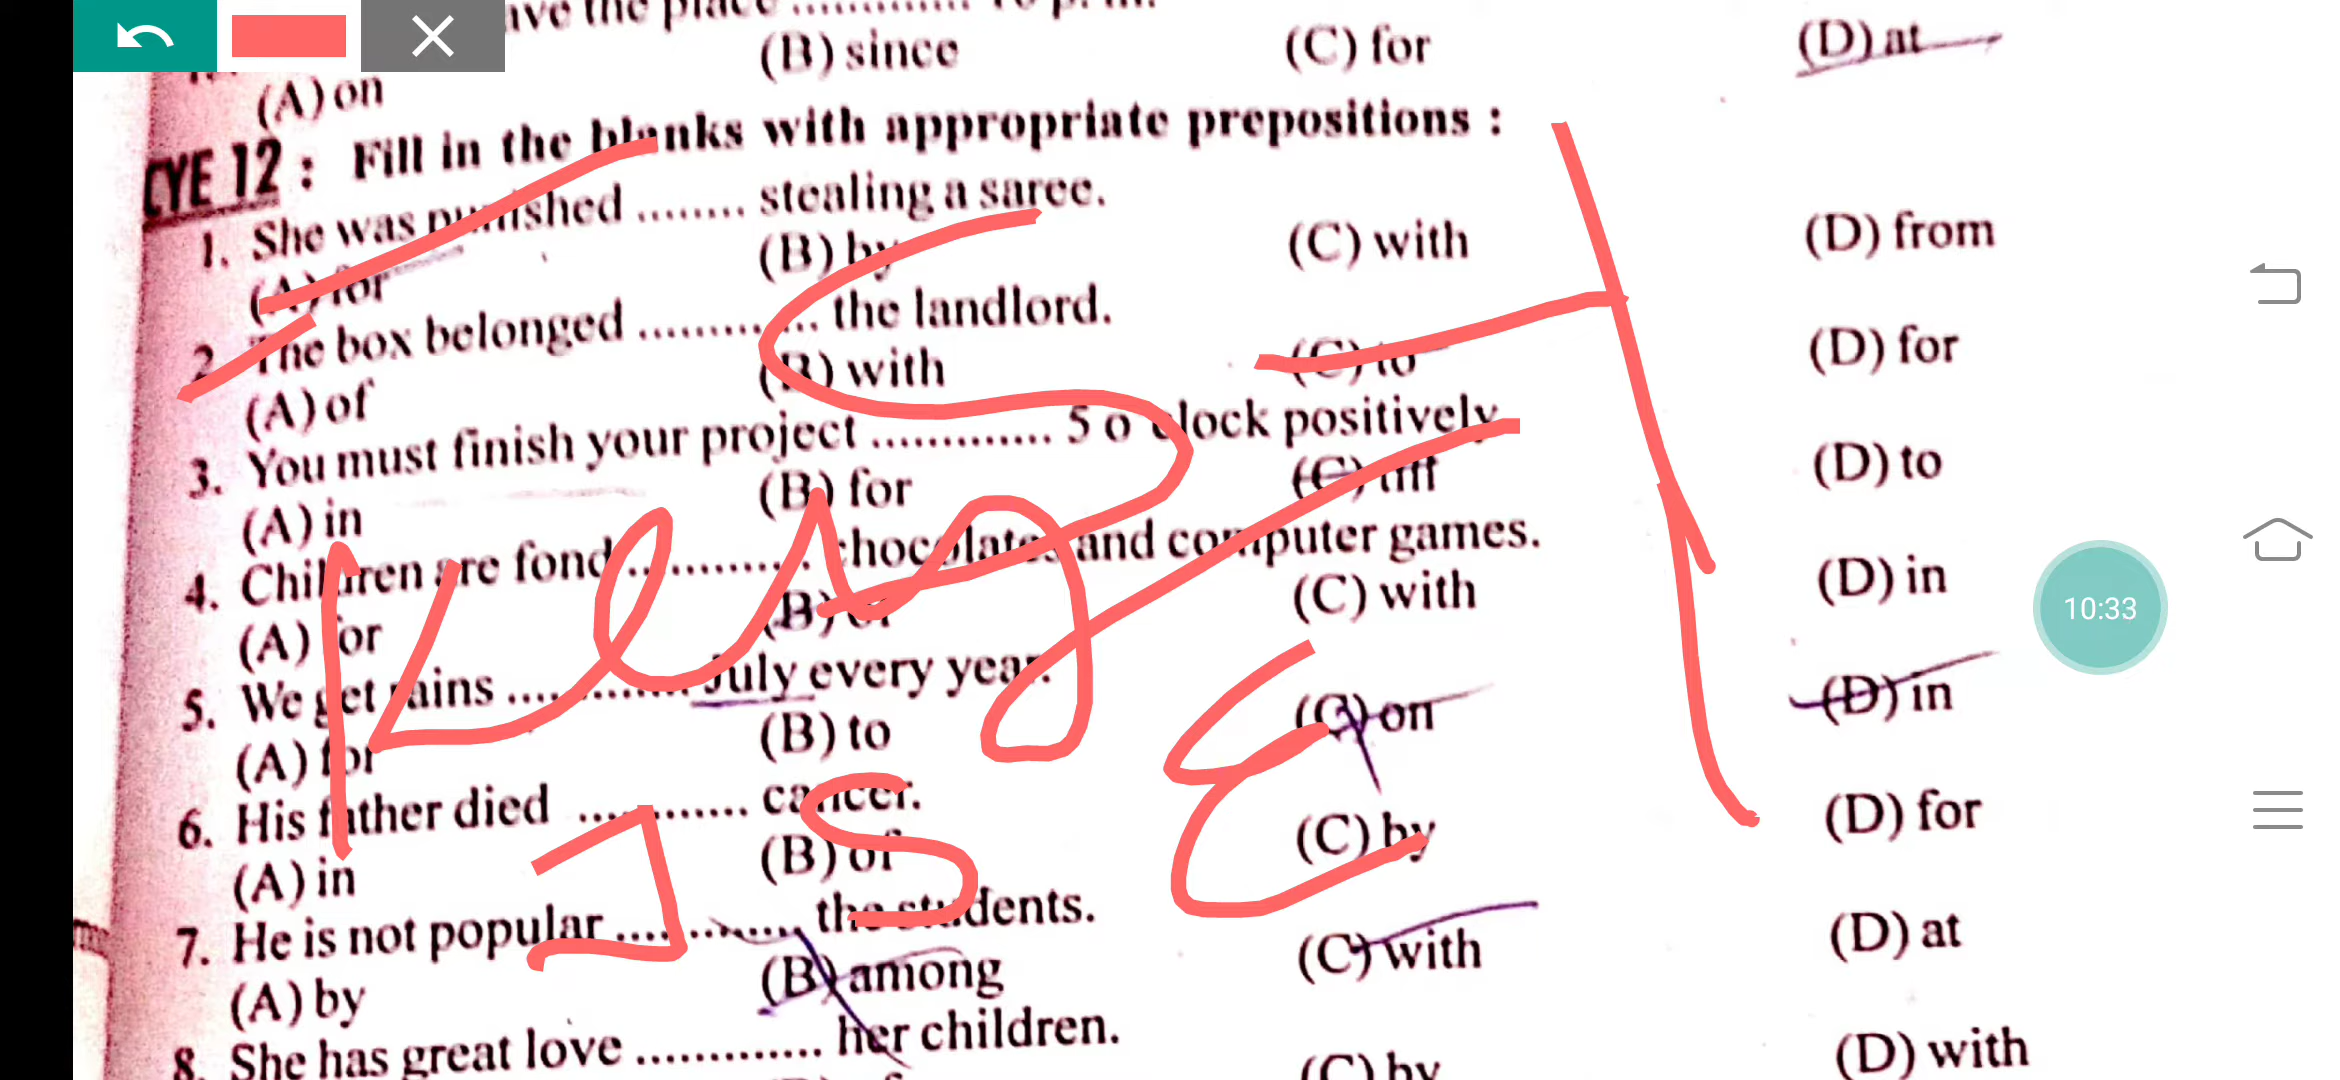 (B) since (C) for (D) at
(A) on
CYE 12 : Fill in the blanks with appropriate prepositions :
1. She was punished ........ stealing a saree.
(A) for (B) by (C) with (D) from
2. The box belonged ............. the landlord.
(A) of (B) with (C) to (D) for
3. You must finish your project ............. 5 o'clock positively
(A) in (B) for (C) till (D) to
4. Children are fond ............. chocolates and computer games.
(A) for (B) of (C) with (D) in
5. We get rains ............. July every year.
(A) for (B) to (C) on (D) in
6. His father died ............ cancer.
(A) in (B) of (C) by (D) for
7. He is not popular ............. the students.
(A) by (B) among (C) with (D) at
8. She has great love ............. her children.
(C) by (D) with
10:33